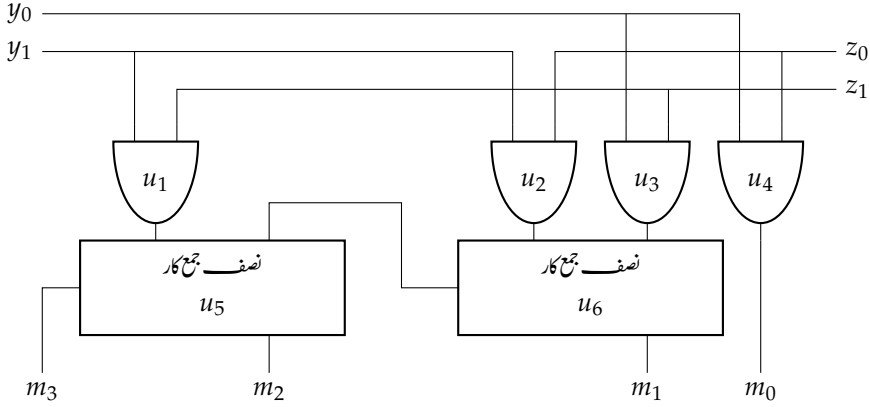 y₀
y₁ z₀
z₁
u₁ u₂ u₃ u₄
نصف جمع کار نصف جمع کار
u₅ u₆
m₃ m₂ m₁ m₀